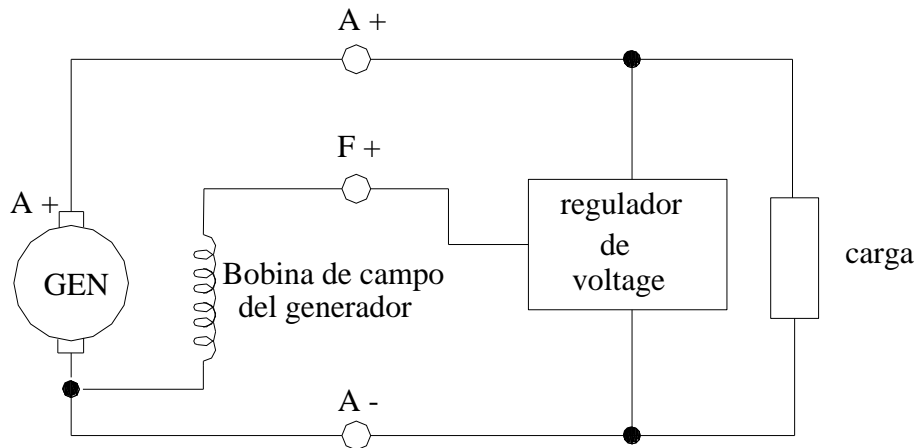 A +
F +
A +
GEN
Bobina de campo
del generador
regulador
de
voltage
carga
A -